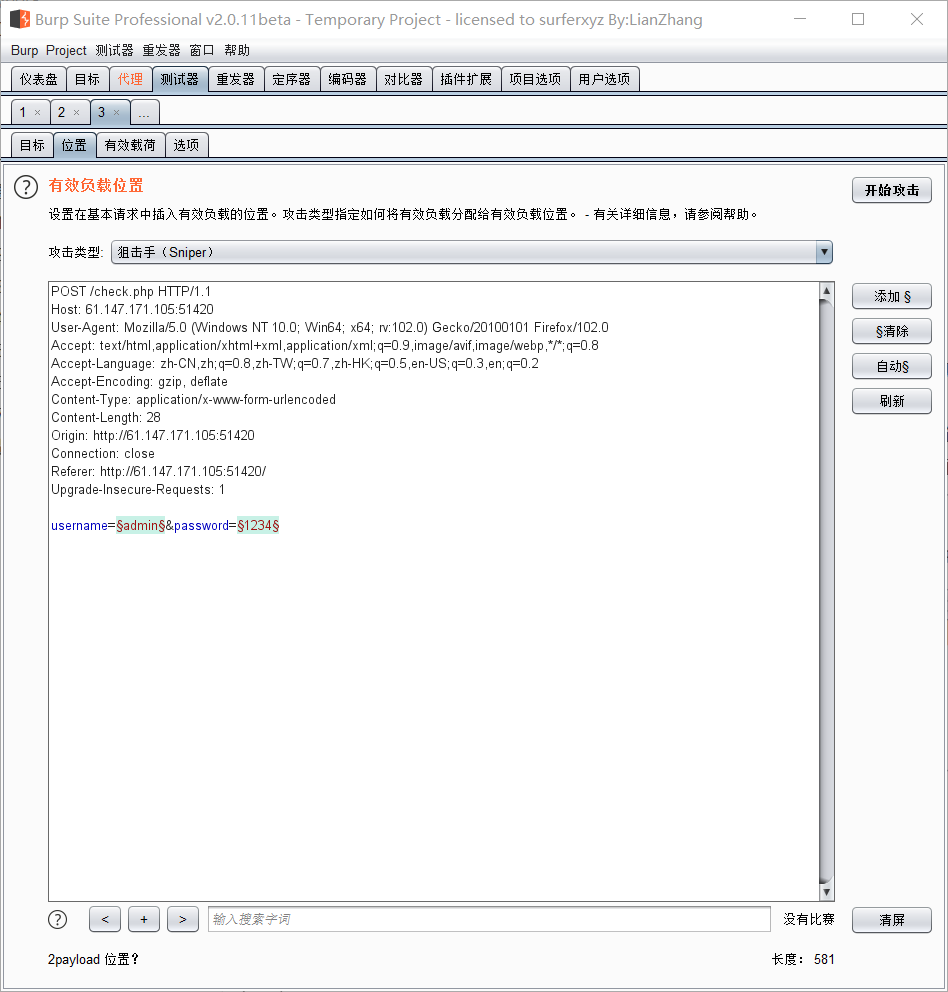 Burp Suite Professional v2.0.11beta - Temporary Project - licensed to surferxyz By:LianZhang
Burp Project 测试器 重发器 窗口 帮助
仪表盘 目标 代理 测试器 重发器 定序器 编码器 对比器 插件扩展 项目选项 用户选项
1 × 2 × 3 × ...
目标 位置 有效载荷 选项
? 有效负载位置 开始攻击
设置在基本请求中插入有效负载的位置。攻击类型指定如何将有效负载分配给有效负载位置。 - 有关详细信息，请参阅帮助。
攻击类型: 狙击手（Sniper）
POST /check.php HTTP/1.1
Host: 61.147.171.105:51420
User-Agent: Mozilla/5.0 (Windows NT 10.0; Win64; x64; rv:102.0) Gecko/20100101 Firefox/102.0
Accept: text/html,application/xhtml+xml,application/xml;q=0.9,image/avif,image/webp,*/*;q=0.8
Accept-Language: zh-CN,zh;q=0.8,zh-TW;q=0.7,zh-HK;q=0.5,en-US;q=0.3,en;q=0.2
Accept-Encoding: gzip, deflate
Content-Type: application/x-www-form-urlencoded
Content-Length: 28
Origin: http://61.147.171.105:51420
Connection: close
Referer: http://61.147.171.105:51420/
Upgrade-Insecure-Requests: 1
username=§admin§&password=§1234§
添加 §
§清除
自动§
刷新
? < + > 输入搜索字词 没有比赛 清屏
2payload 位置? 长度： 581